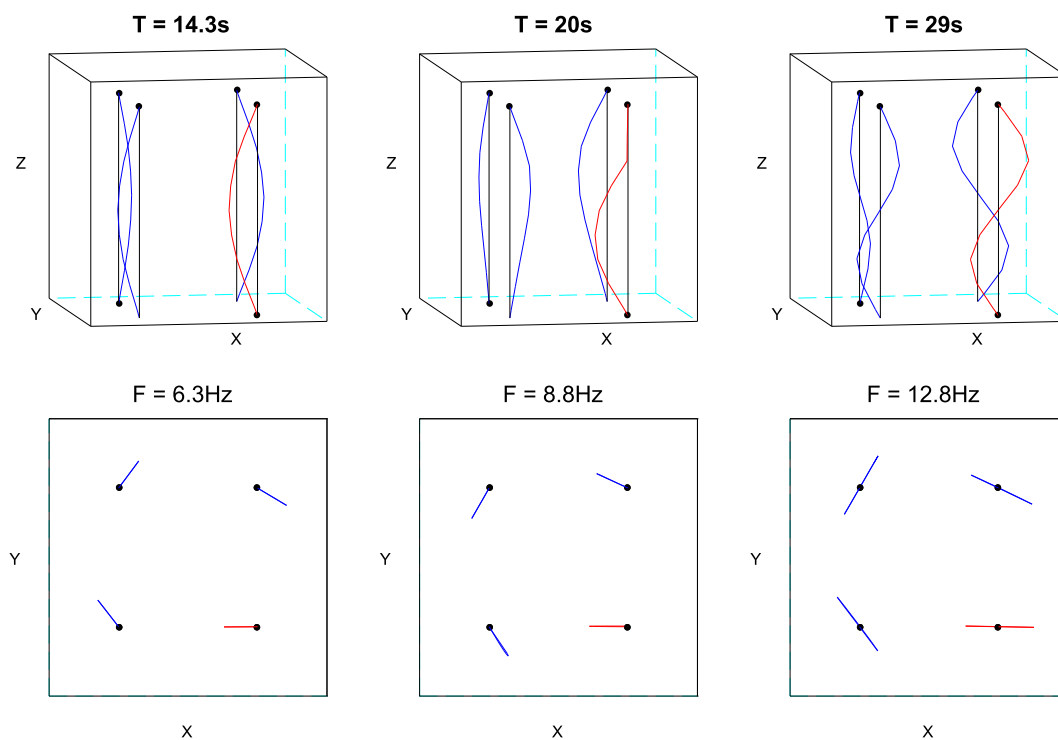 T = 14.3s
T = 20s
T = 29s
Z
Z
Z
Y
X
Y
X
Y
X
F = 6.3Hz
F = 8.8Hz
F = 12.8Hz
Y
Y
Y
X
X
X